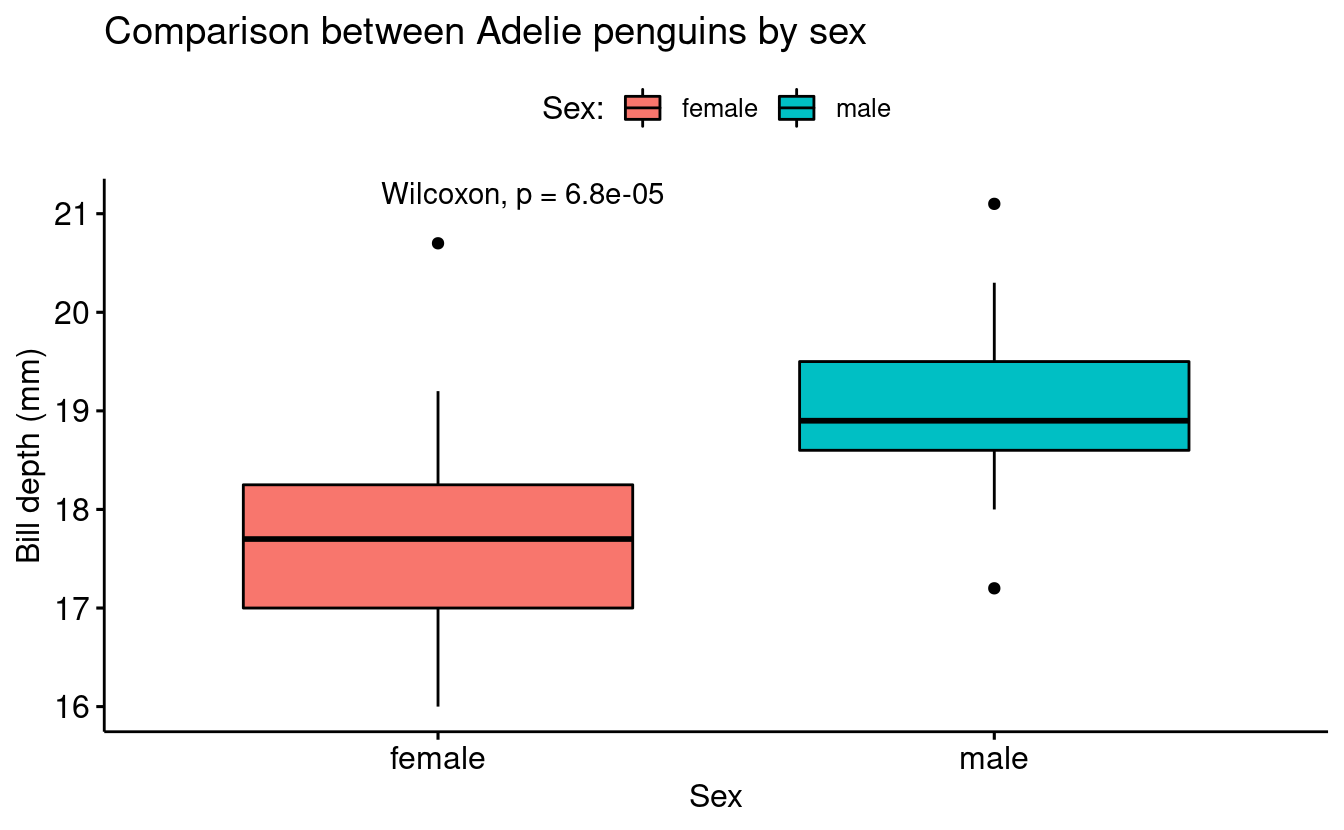 Comparison between Adelie penguins by sex
Sex: female male
Wilcoxon, p = 6.8e-05
21
20
19
18
17
16
Bill depth (mm)
female male
Sex